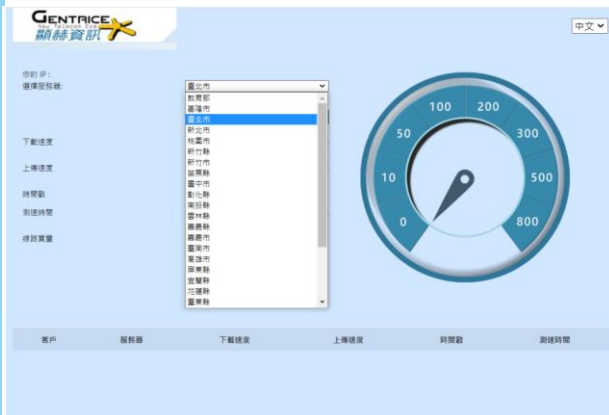 GENTRICE
New Telecom Era
顯赫資訊
中文
你的 IP :
選擇服務器:
臺北市
教育部
基隆市
臺北市
新北市
桃園市
新竹縣
新竹市
苗栗縣
臺中市
彰化縣
南投縣
雲林縣
嘉義縣
嘉義市
臺南市
高雄市
屏東縣
宜蘭縣
花蓮縣
臺東縣
下載速度
上傳速度
時間戳
測速時間
線路質量
0
10
50
100
200
300
500
800
客戶 服務器 下載速度 上傳速度 時間戳 測速時間